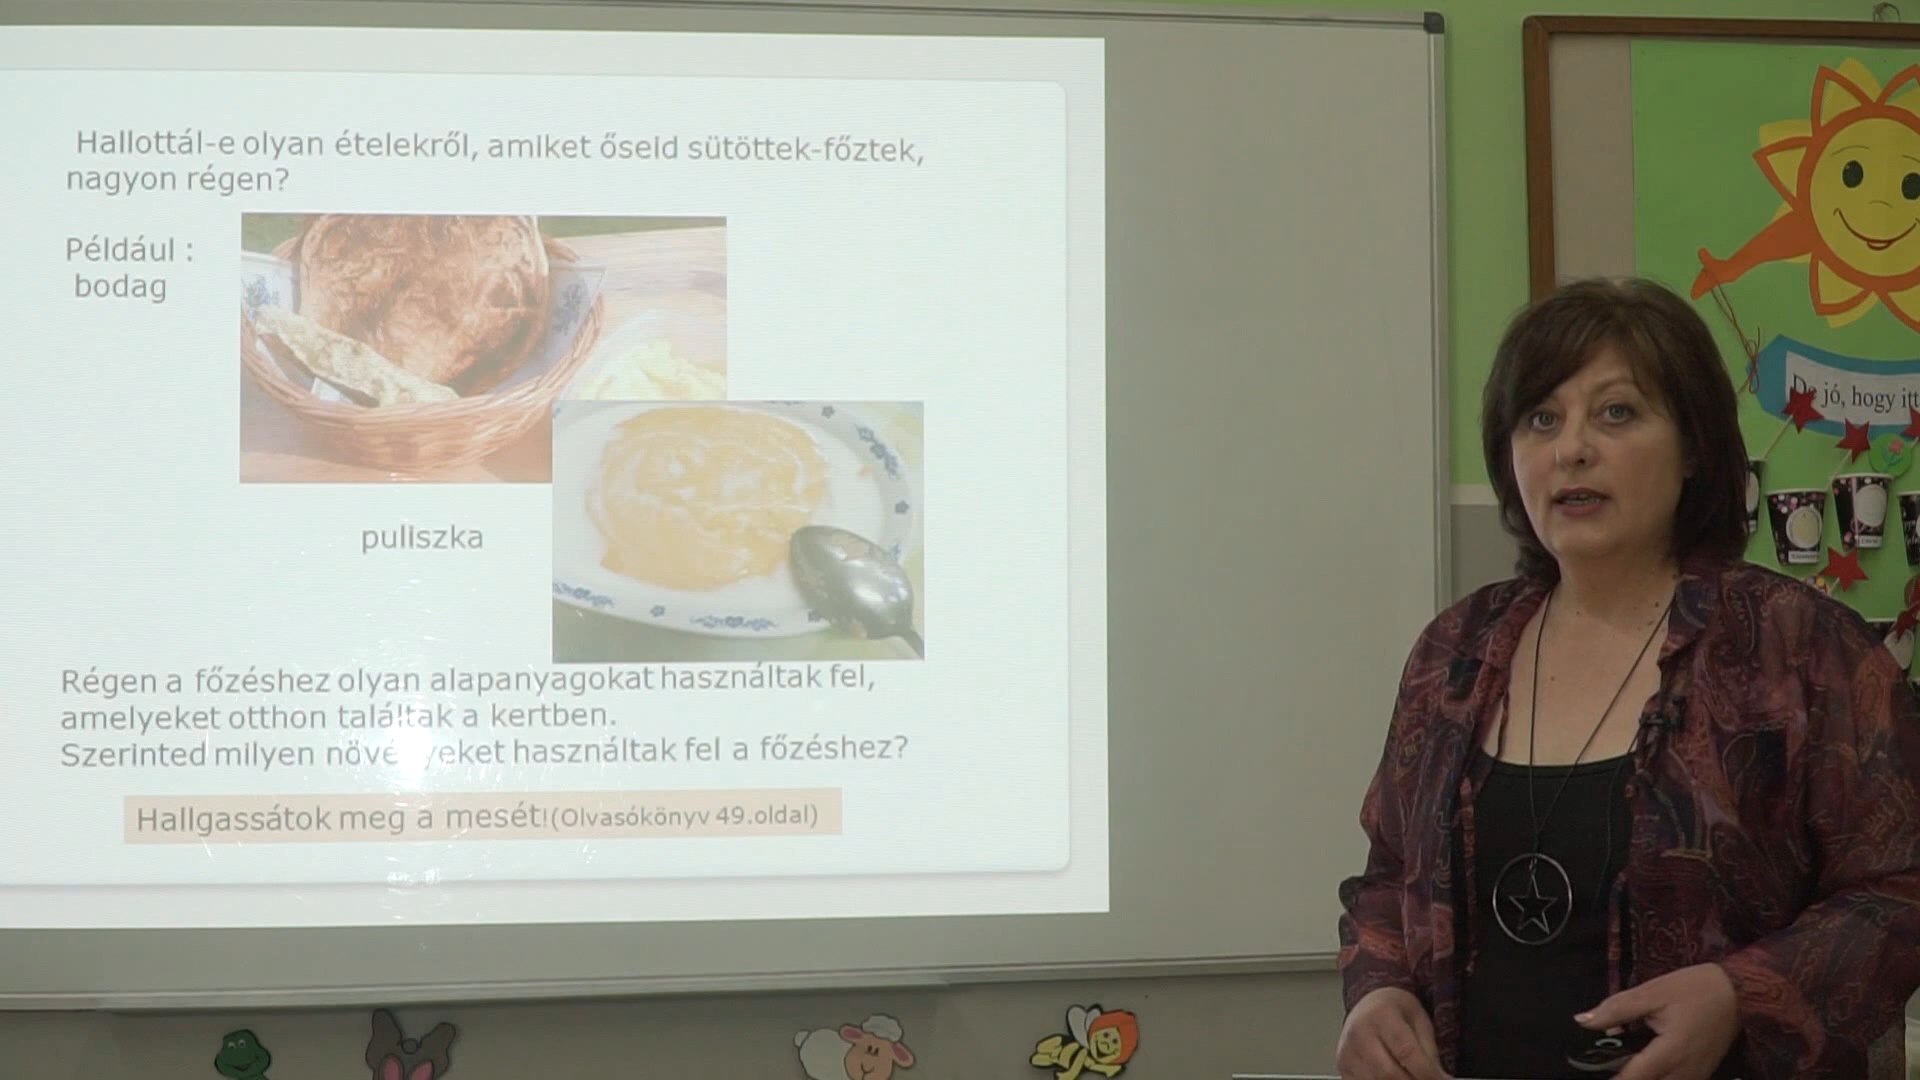 Hallottál-e olyan ételekről, amiket őseid sütöttek-főztek,
nagyon régen?
Például :
bodag
puliszka
Régen a főzéshez olyan alapanyagokat használtak fel,
amelyeket otthon találtak a kertben.
Szerinted milyen növényeket használtak fel a főzéshez?
Hallgassátok meg a mesét!(Olvasókönyv 49.oldal)
De jó, hogy itt